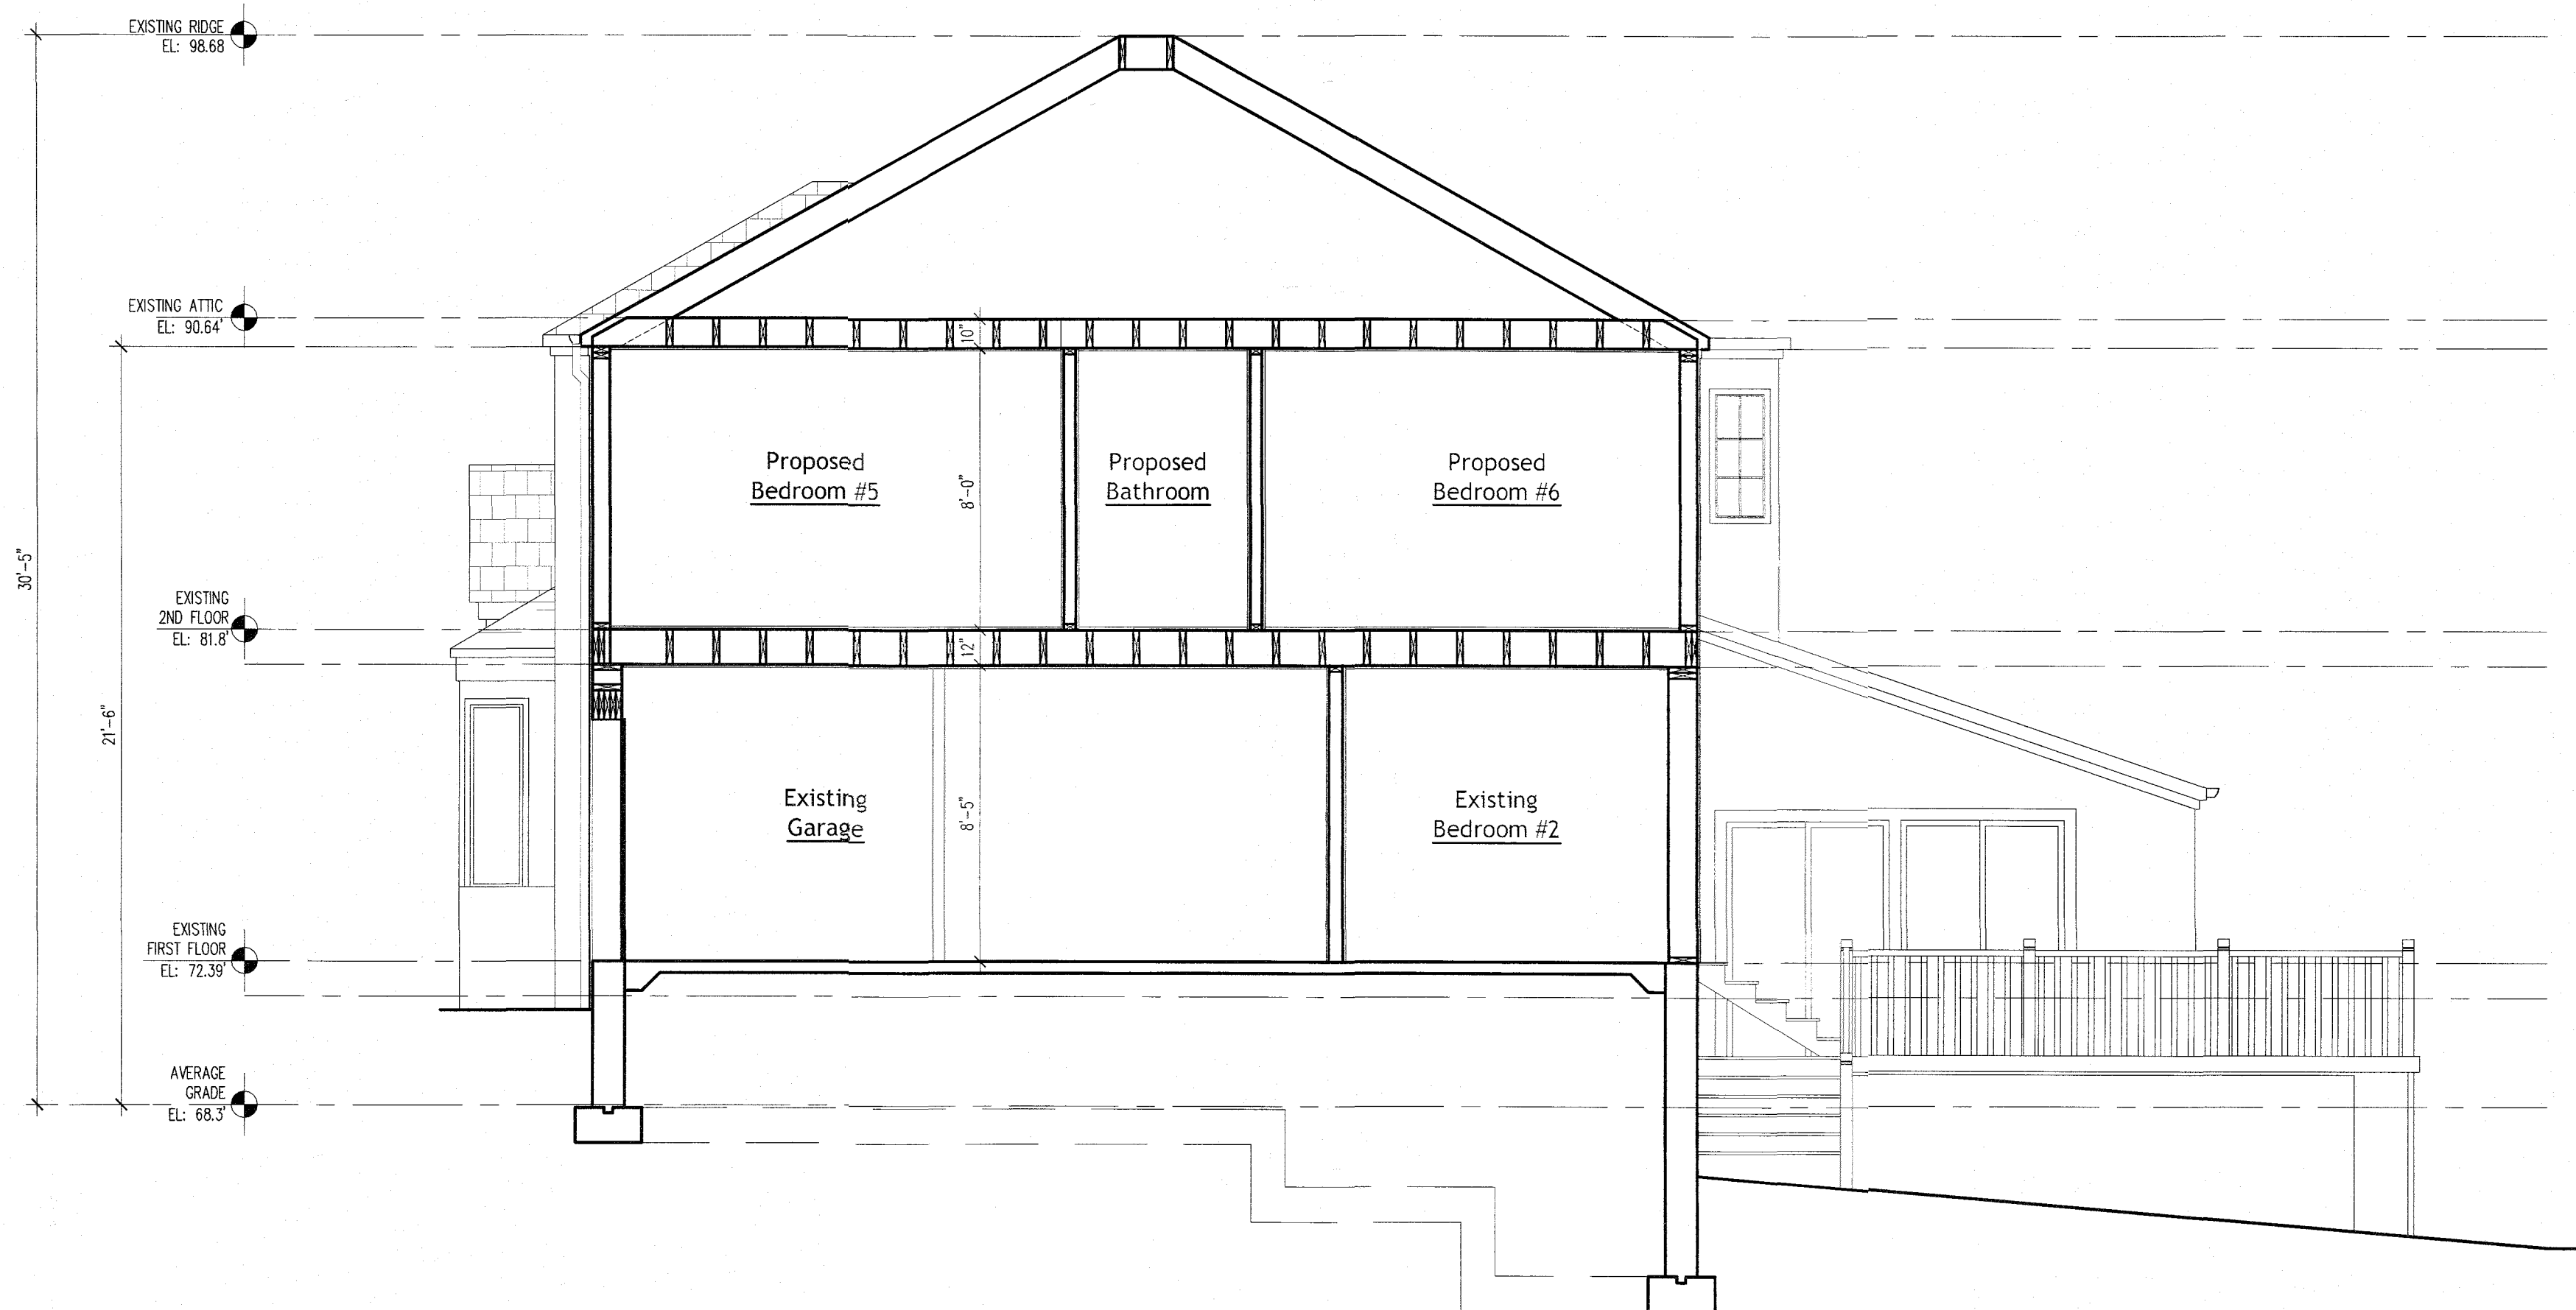 EXISTING RIDGE
EL: 98.68
EXISTING ATTIC
EL: 90.64'
10"
Proposed
Bedroom #5
8'-0"
Proposed
Bathroom
Proposed
Bedroom #6
30'-5"
EXISTING
2ND FLOOR
EL: 81.8'
12"
21'-6"
Existing
Garage
8'-5"
Existing
Bedroom #2
EXISTING
FIRST FLOOR
EL: 72.39'
AVERAGE
GRADE
EL: 68.3'